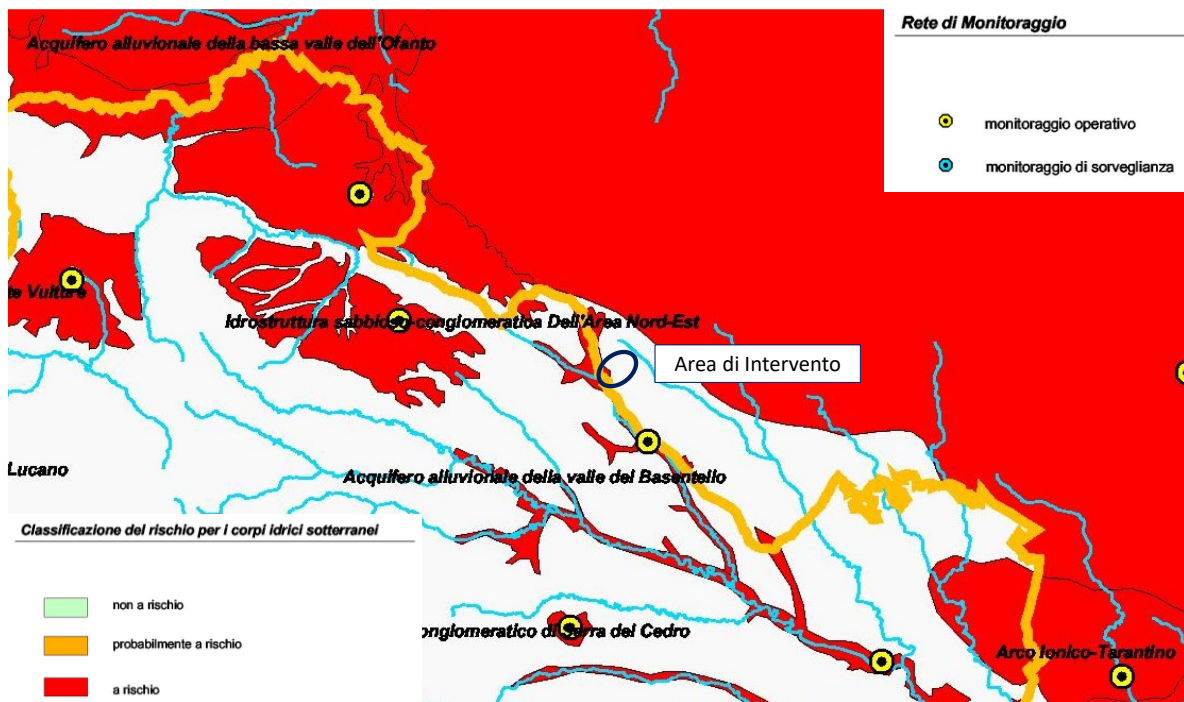 Rete di Monitoraggio
Acquifero alluvionale della bassa valle dell'Ofanto
monitoraggio operativo
monitoraggio di sorveglianza
te Vulture
Idrostruttura sabbioso-conglomeratica Dell'Area Nord-Est
Area di Intervento
Lucano
Acquifero alluvionale della valle del Basentello
Classificazione del rischio per i corpi idrici sotterranei
non a rischio
probabilmente a rischio
onglomeratico di Serra del Cedro
Arco Ionico-Tarantino
a rischio